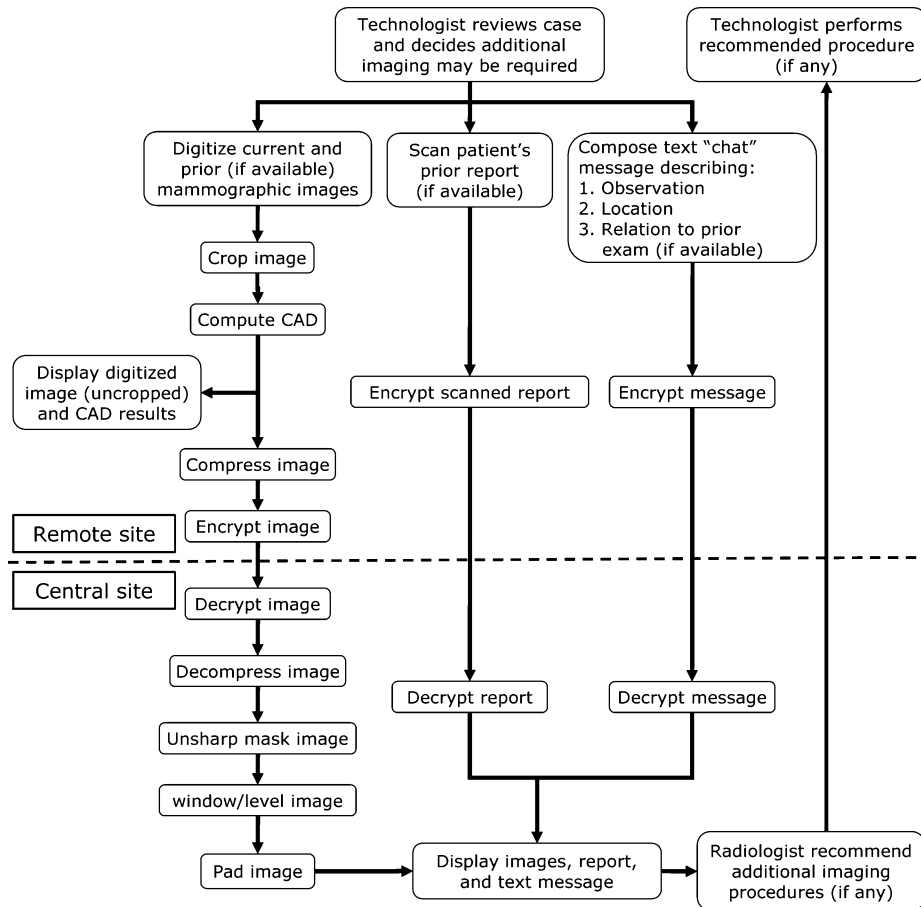 Technologist reviews case
and decides additional
imaging may be required
Technologist performs
recommended procedure
(if any)
Digitize current and
prior (if available)
mammographic images
Scan patient’s
prior report
(if available)
Compose text “chat”
message describing:
1. Observation
2. Location
3. Relation to prior
exam (if available)
Crop image
Compute CAD
Display digitized
image (uncropped)
and CAD results
Encrypt scanned report
Encrypt message
Compress image
Encrypt image
Remote site
Central site
Decrypt image
Decompress image
Decrypt report
Decrypt message
Unsharp mask image
window/level image
Pad image
Display images, report,
and text message
Radiologist recommend
additional imaging
procedures (if any)